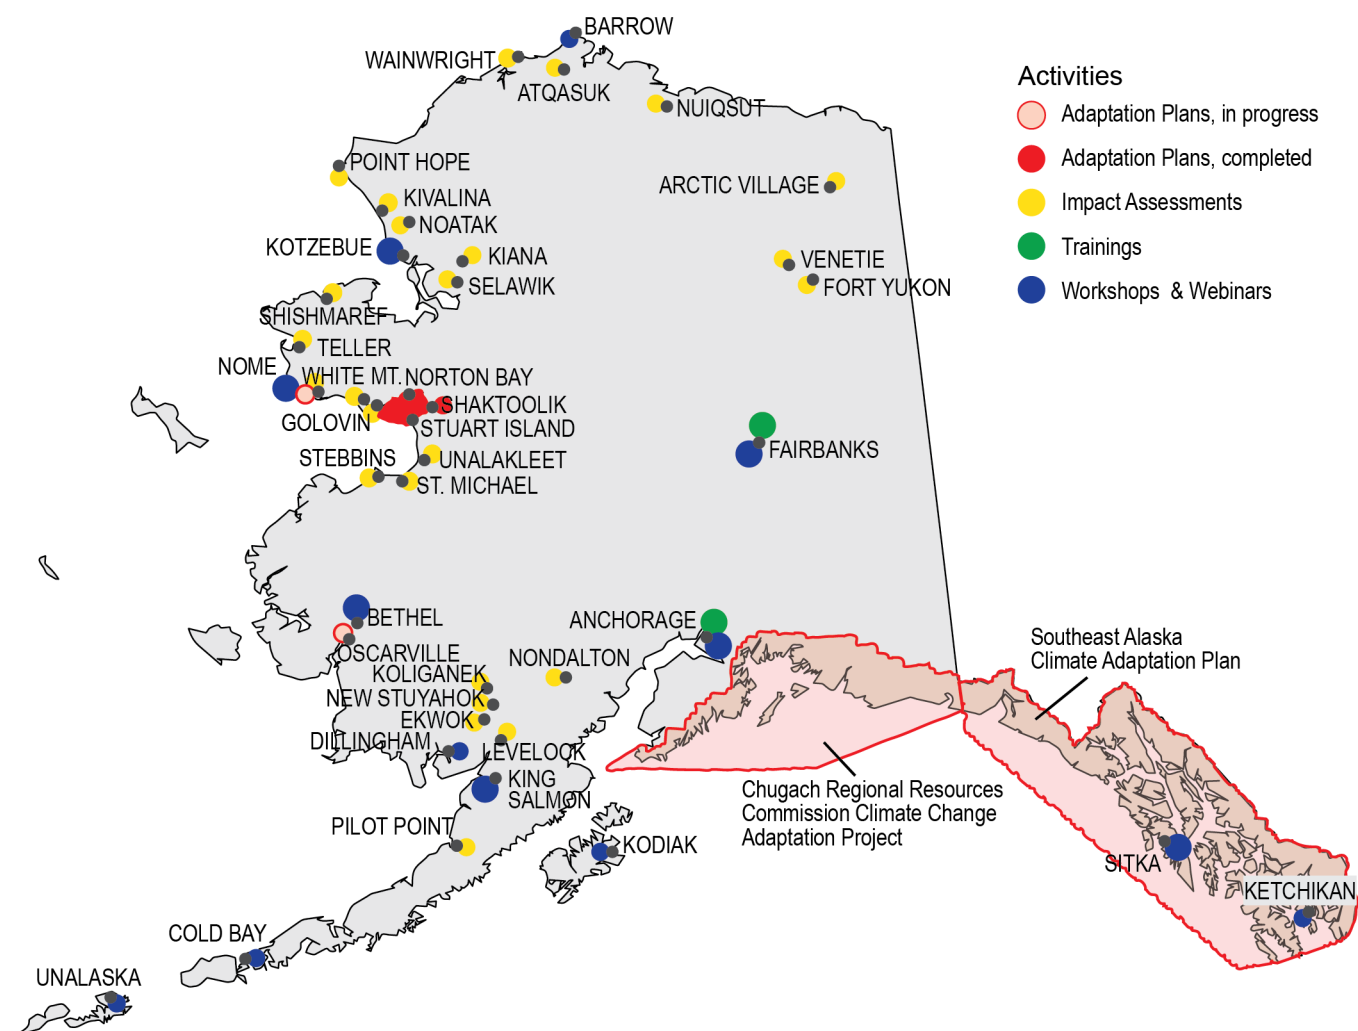 BARROW
WAINWRIGHT
ATQASUK
NUIQSUT
Activities
Adaptation Plans, in progress
Adaptation Plans, completed
Impact Assessments
Trainings
Workshops & Webinars
POINT HOPE
ARCTIC VILLAGE
KIVALINA
NOATAK
KOTZEBUE
KIANA
VENETIE
SELAWIK
FORT YUKON
SHISHMAREF
TELLER
NOME
WHITE MT.
NORTON BAY
SHAKTOOLIK
GOLOVIN
STUART ISLAND
FAIRBANKS
STEBBINS
UNALAKLEET
ST. MICHAEL
BETHEL
ANCHORAGE
OSCARVILLE
NONDALTON
KOLIGANEK
NEW STUYAHOK
EKWOK
DILLINGHAM
LEVELOCK
KING
SALMON
Southeast Alaska
Climate Adaptation Plan
Chugach Regional Resources
Commission Climate Change
Adaptation Project
PILOT POINT
KODIAK
SITKA
KETCHIKAN
COLD BAY
UNALASKA